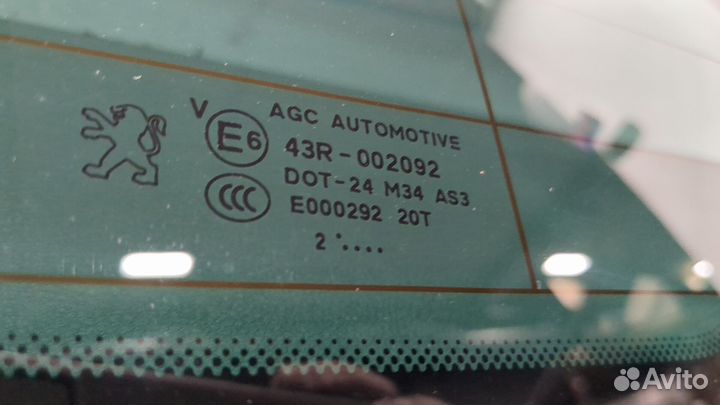 V
E6
AGC AUTOMOTIVE
43R-002092
CCC
DOT-24 M34 AS3
E000292 20T
2 ·....
Avito